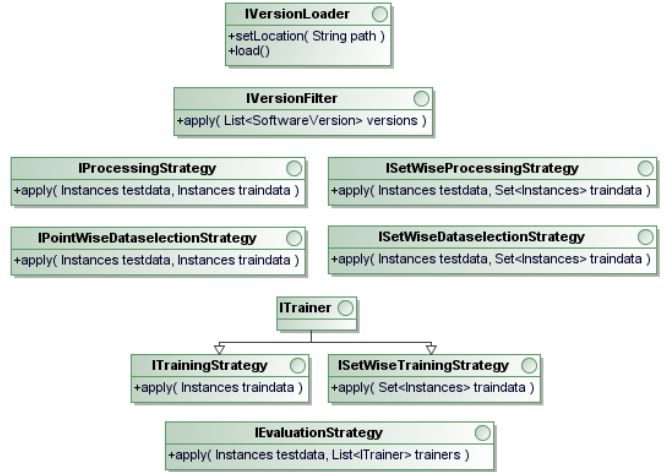 IVersionLoader
+setLocation( String path )
+load()
IVersionFilter
+apply( List<SoftwareVersion> versions )
IProcessingStrategy
+apply( Instances testdata, Instances traindata )
ISetWiseProcessingStrategy
+apply( Instances testdata, Set<Instances> traindata )
IPointWiseDataselectionStrategy
+apply( Instances testdata, Instances traindata )
ISetWiseDataselectionStrategy
+apply( Instances testdata, Set<Instances> traindata )
ITrainer
ITrainingStrategy
+apply( Instances traindata )
ISetWiseTrainingStrategy
+apply( Set<Instances> traindata )
IEvaluationStrategy
+apply( Instances testdata, List<ITrainer> trainers )